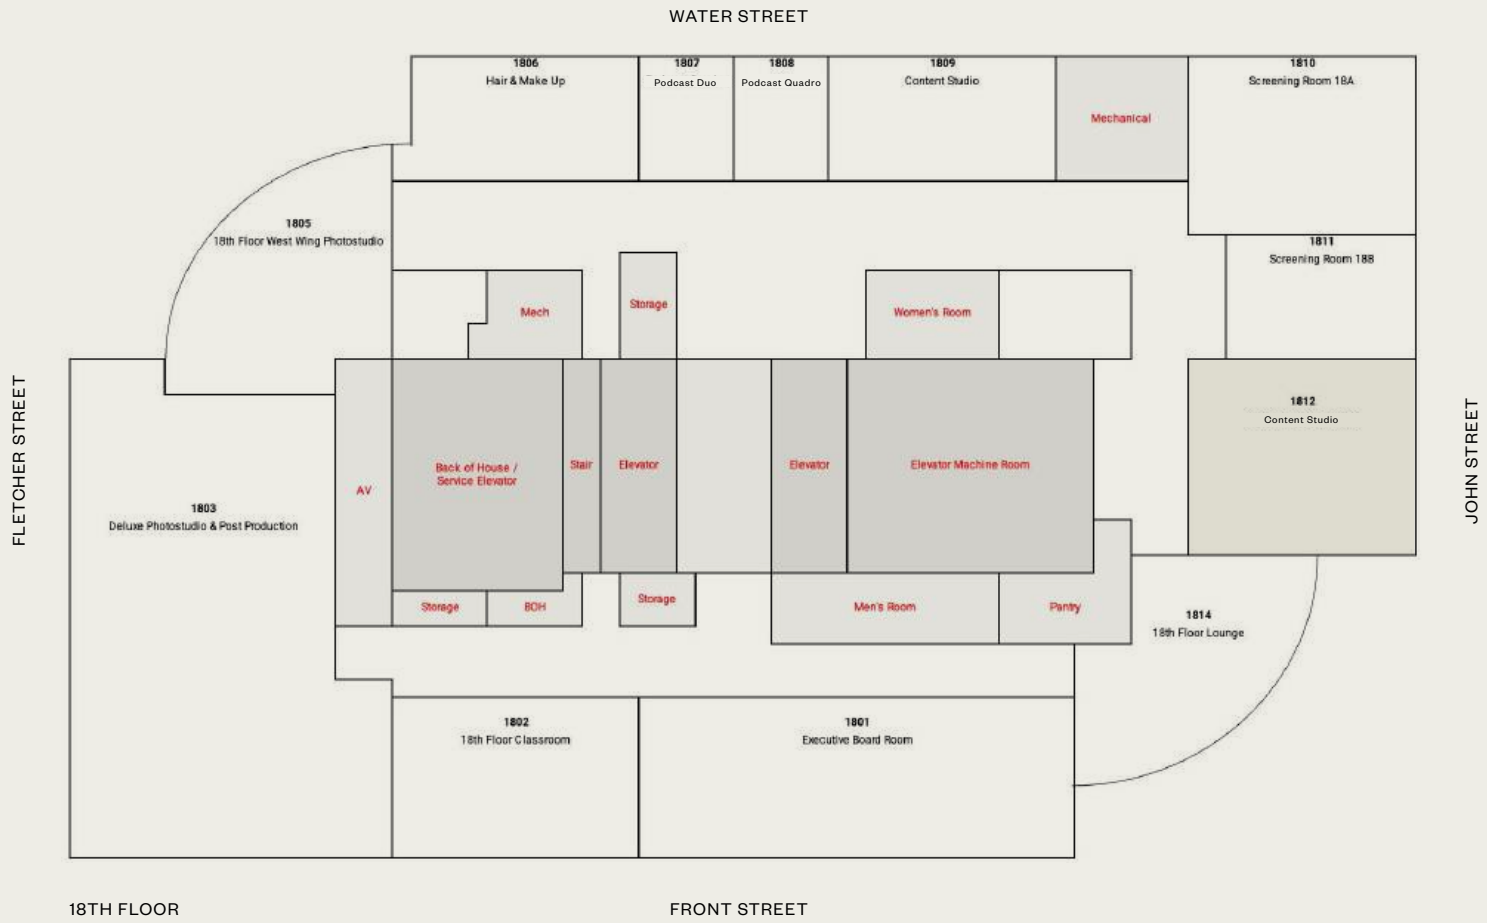 WATER STREET
1806
Hair & Make Up
1807
Podcast Duo
1808
Podcast Quadro
1809
Content Studio
Mechanical
1810
Screening Room 18A
1805
18th Floor West Wing Photostudio
1811
Screening Room 18B
Mech
Storage
Women's Room
FLETCHER STREET
JOHN STREET
1812
Content Studio
AV
Back of House /
Service Elevator
Stair
Elevator
Elevator
Elevator Machine Room
1803
Deluxe Photostudio & Post Production
Storage
BOH
Storage
Men's Room
Pantry
1814
18th Floor Lounge
1802
18th Floor Classroom
1801
Executive Board Room
18TH FLOOR
FRONT STREET